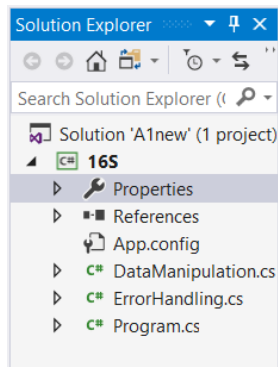 Solution Explorer
Search Solution Explorer (
Solution 'A1new' (1 project)
C# 16S
Properties
References
App.config
C# DataManipulation.cs
C# ErrorHandling.cs
C# Program.cs